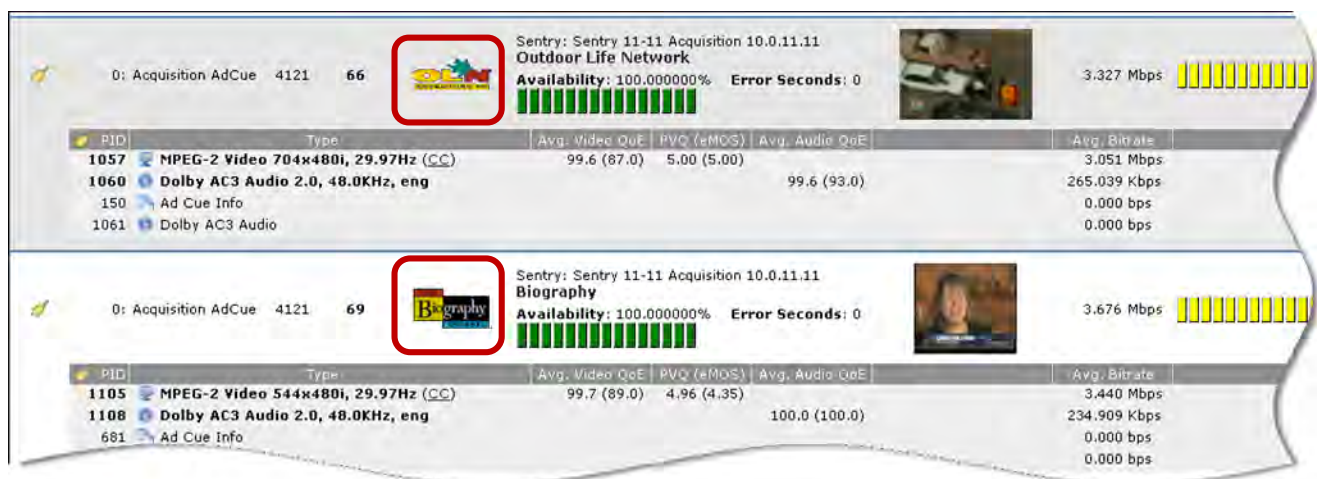 Sentry: Sentry 11-11 Acquisition 10.0.11.11
Outdoor Life Network
0: Acquisition AdCue 4121 66 OLN Availability: 100.000000% Error Seconds: 0 3.327 Mbps
PID Type Avg. Video QoE PVQ (eMOS) Avg. Audio QoE Avg. Bitrate
1057 MPEG-2 Video 704x480i, 29.97Hz (CC) 99.6 (87.0) 5.00 (5.00) 3.051 Mbps
1060 Dolby AC3 Audio 2.0, 48.0KHz, eng 99.6 (93.0) 265.039 Kbps
150 Ad Cue Info 0.000 bps
1061 Dolby AC3 Audio 0.000 bps
Sentry: Sentry 11-11 Acquisition 10.0.11.11
Biography
0: Acquisition AdCue 4121 69 Biography Availability: 100.000000% Error Seconds: 0 3.676 Mbps
PID Type Avg. Video QoE PVQ (eMOS) Avg. Audio QoE Avg. Bitrate
1105 MPEG-2 Video 544x480i, 29.97Hz (CC) 99.7 (89.0) 4.96 (4.35) 3.440 Mbps
1108 Dolby AC3 Audio 2.0, 48.0KHz, eng 100.0 (100.0) 234.909 Kbps
681 Ad Cue Info 0.000 bps
0.000 bps